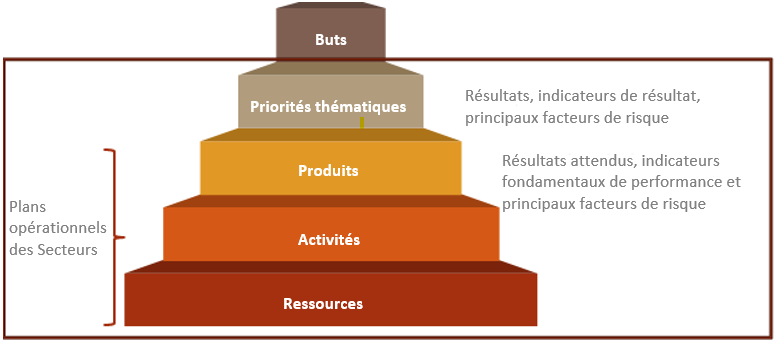 Buts
Priorités thématiques
Résultats, indicateurs de résultat,
principaux facteurs de risque
Produits
Résultats attendus, indicateurs
fondamentaux de performance et
principaux facteurs de risque
Plans
opérationnels
des Secteurs
Activités
Ressources